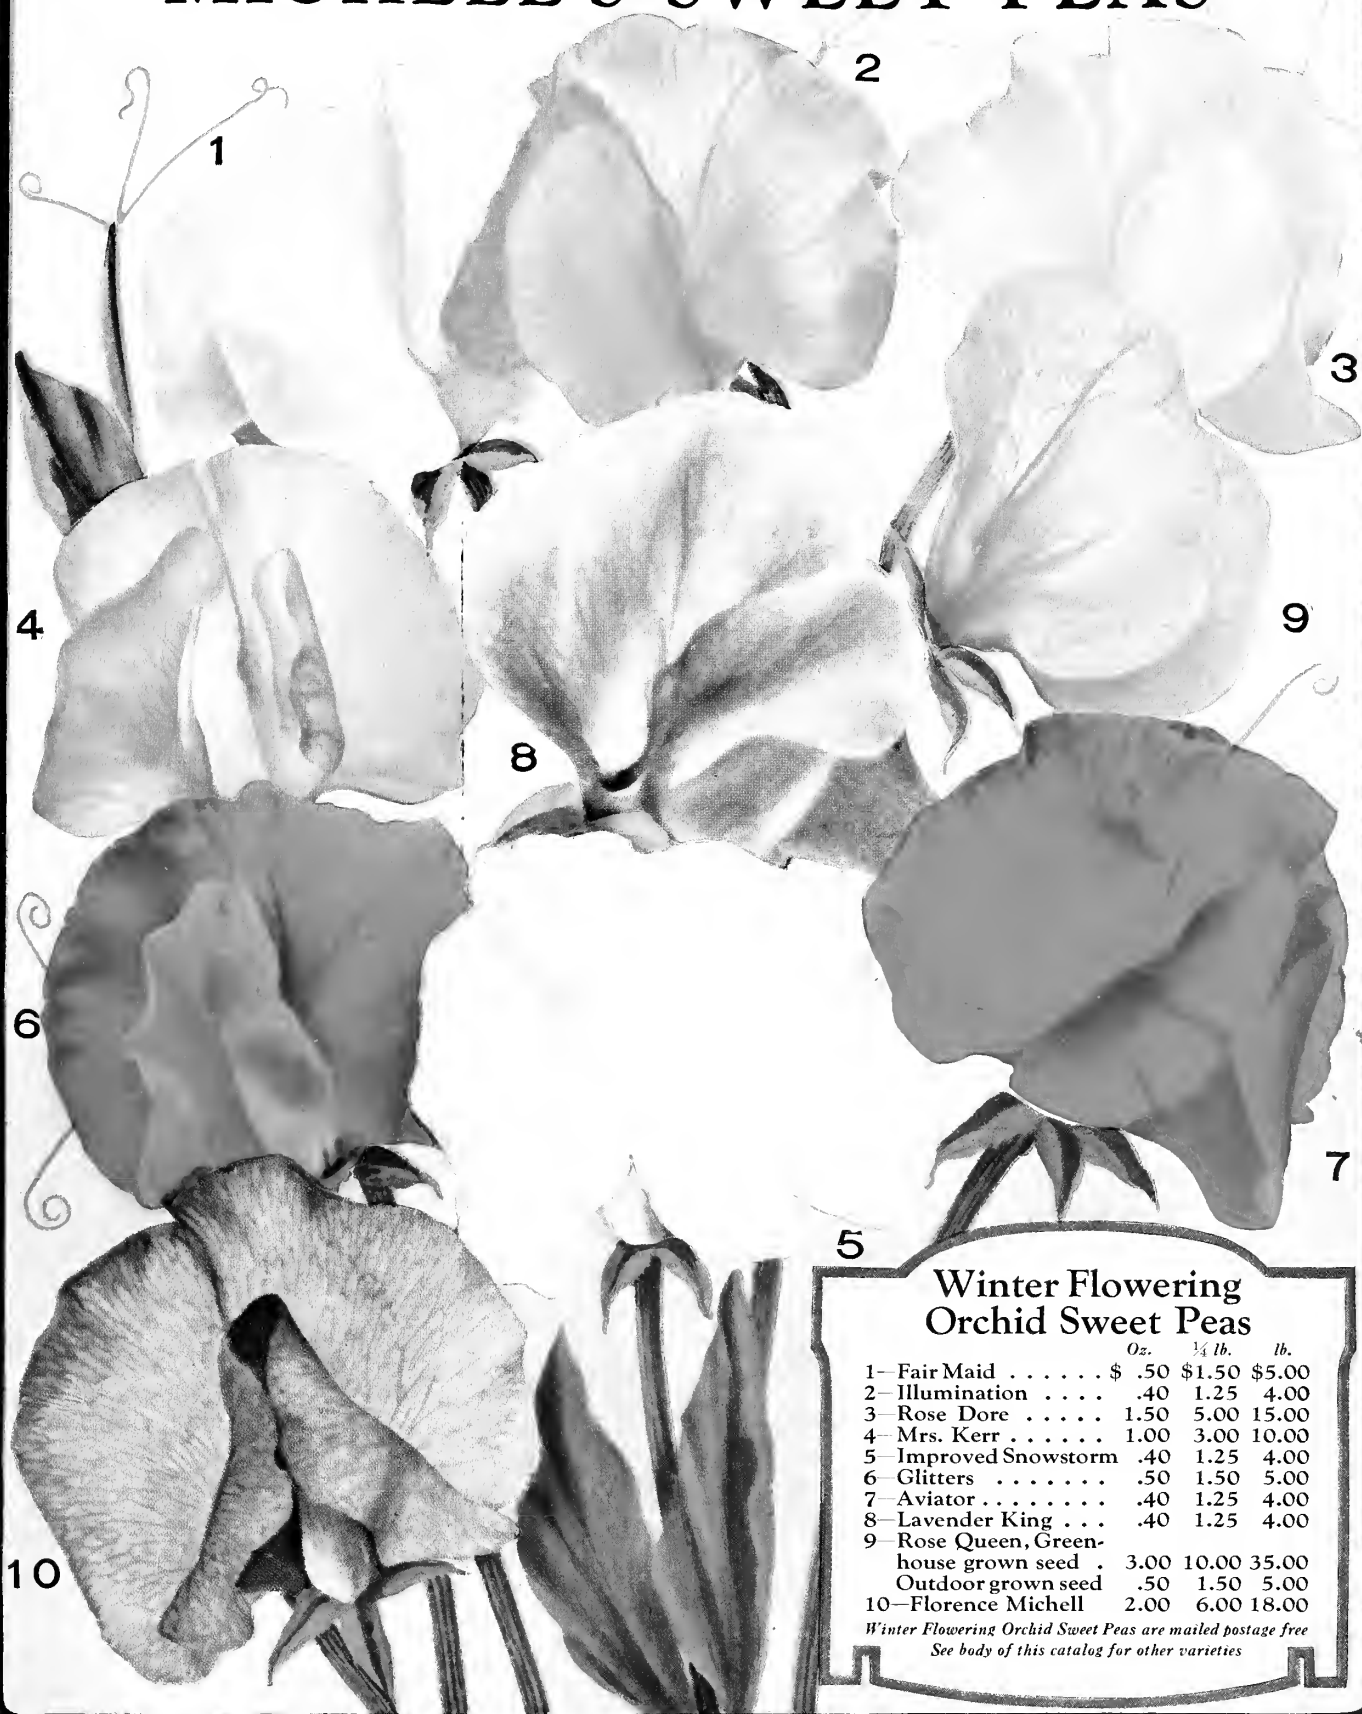 MICHELL'S SWEET PEAS
1
2
3
4
9
8
6
7
5
10
Winter Flowering
Orchid Sweet Peas
Oz. ¼ lb. lb.
1—Fair Maid . . . . . . $ .50 $1.50 $5.00
2—Illumination . . . . .40 1.25 4.00
3—Rose Dore . . . . . 1.50 5.00 15.00
4—Mrs. Kerr . . . . . . 1.00 3.00 10.00
5—Improved Snowstorm .40 1.25 4.00
6—Glitters . . . . . . . .50 1.50 5.00
7—Aviator . . . . . . . . .40 1.25 4.00
8—Lavender King . . . .40 1.25 4.00
9—Rose Queen, Green-
house grown seed . 3.00 10.00 35.00
Outdoor grown seed .50 1.50 5.00
10—Florence Michell 2.00 6.00 18.00
Winter Flowering Orchid Sweet Peas are mailed postage free
See body of this catalog for other varieties